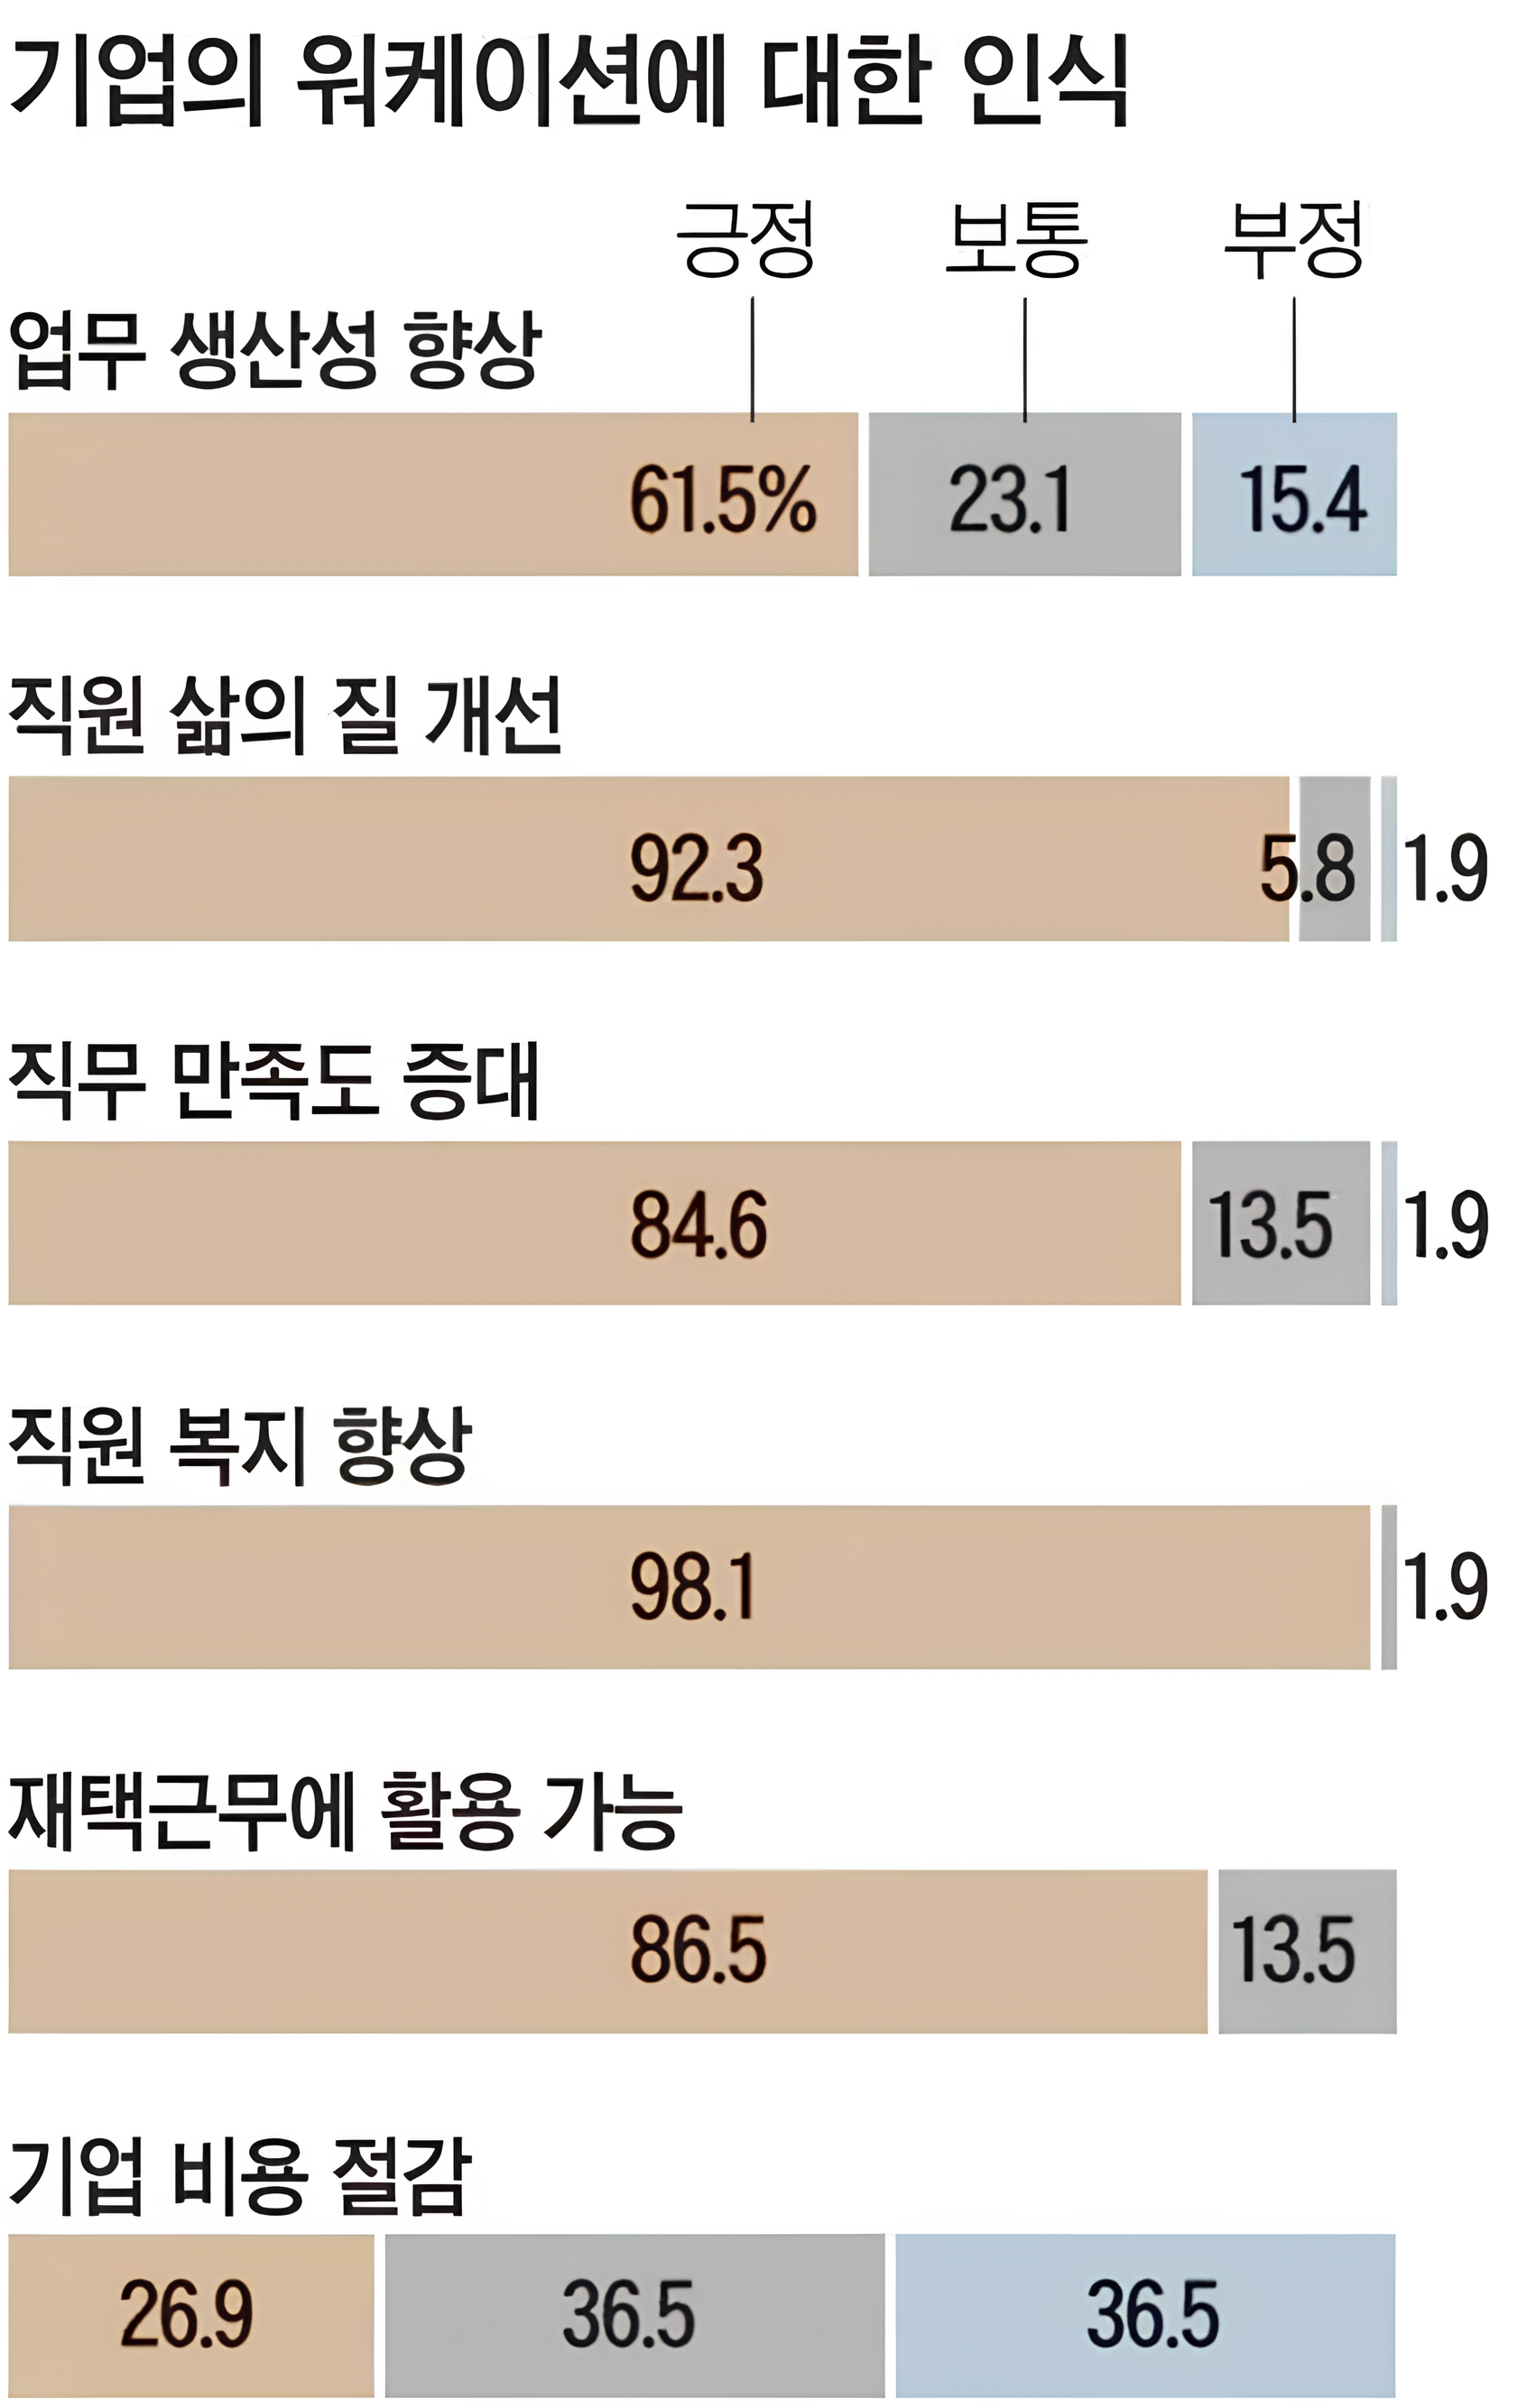 기업의 워케이션에 대한 인식
긍정 보통 부정
업무 생산성 향상
61.5% 23.1 15.4
직원 삶의 질 개선
92.3 5.8 1.9
직무 만족도 증대
84.6 13.5 1.9
직원 복지 향상
98.1 1.9
재택근무에 활용 가능
86.5 13.5
기업 비용 절감
26.9 36.5 36.5